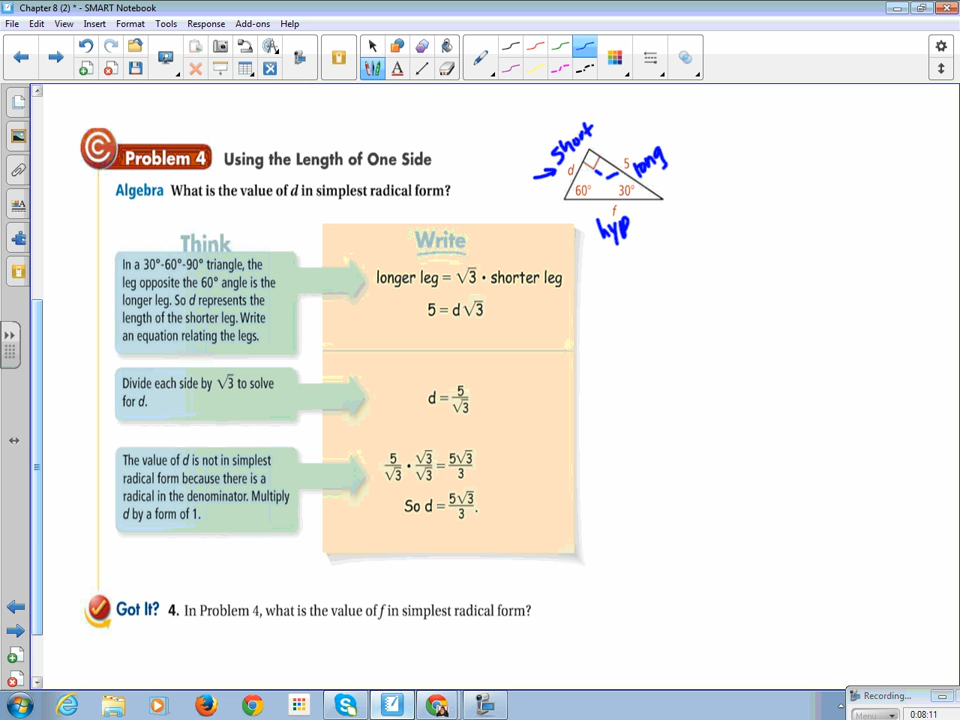 Chapter 8 (2) * - SMART Notebook
File Edit View Insert Format Tools Response Add-ons Help
Problem 4 Using the Length of One Side
Algebra What is the value of d in simplest radical form?
short
d
5
long
60°
30°
f
hyp
Think
In a 30°-60°-90° triangle, the
leg opposite the 60° angle is the
longer leg. So d represents the
length of the shorter leg. Write
an equation relating the legs.
Write
longer leg = √3 • shorter leg
5 = d√3
Divide each side by √3 to solve
for d.
d = 5/√3
The value of d is not in simplest
radical form because there is a
radical in the denominator. Multiply
d by a form of 1.
5/√3 • √3/√3 = 5√3/3
So d = 5√3/3.
Got It? 4. In Problem 4, what is the value of f in simplest radical form?
Recording...
Menu
0:08:11